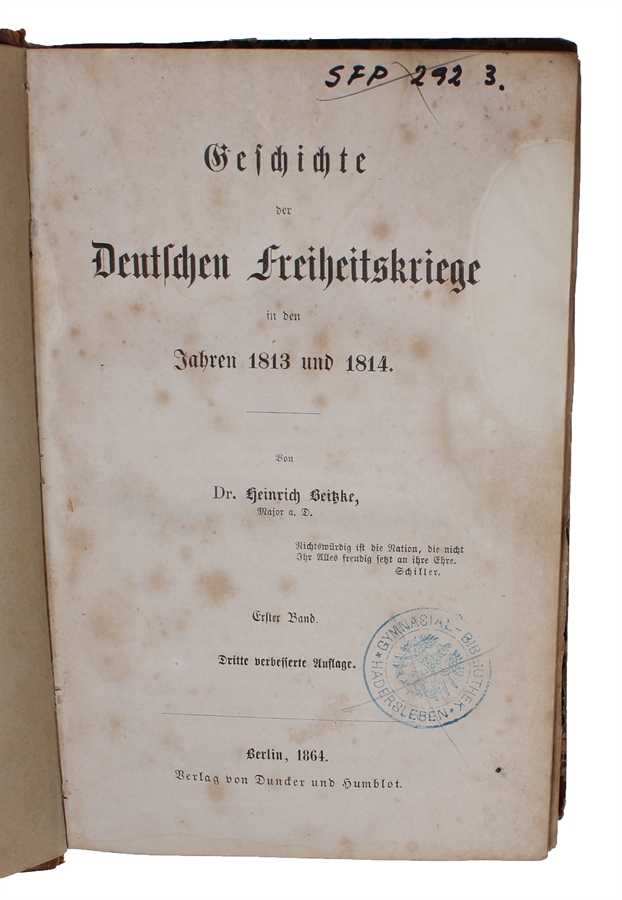 SFP 292 3.
Geſchichte
der
Deutſchen Freiheitskriege
in den
Jahren 1813 und 1814.
Von
Dr. Heinrich Beitzke,
Major a. D.
Nichtswürdig iſt die Nation, die nicht
Ihr Alles freudig ſetzt an ihre Ehre.
Schiller.
Erſter Band.
Dritte verbeſſerte Auflage.
GYMNASIAL-BIBLIOTHEK
* HADERSLEBEN *
Berlin, 1864.
Verlag von Duncker und Humblot.